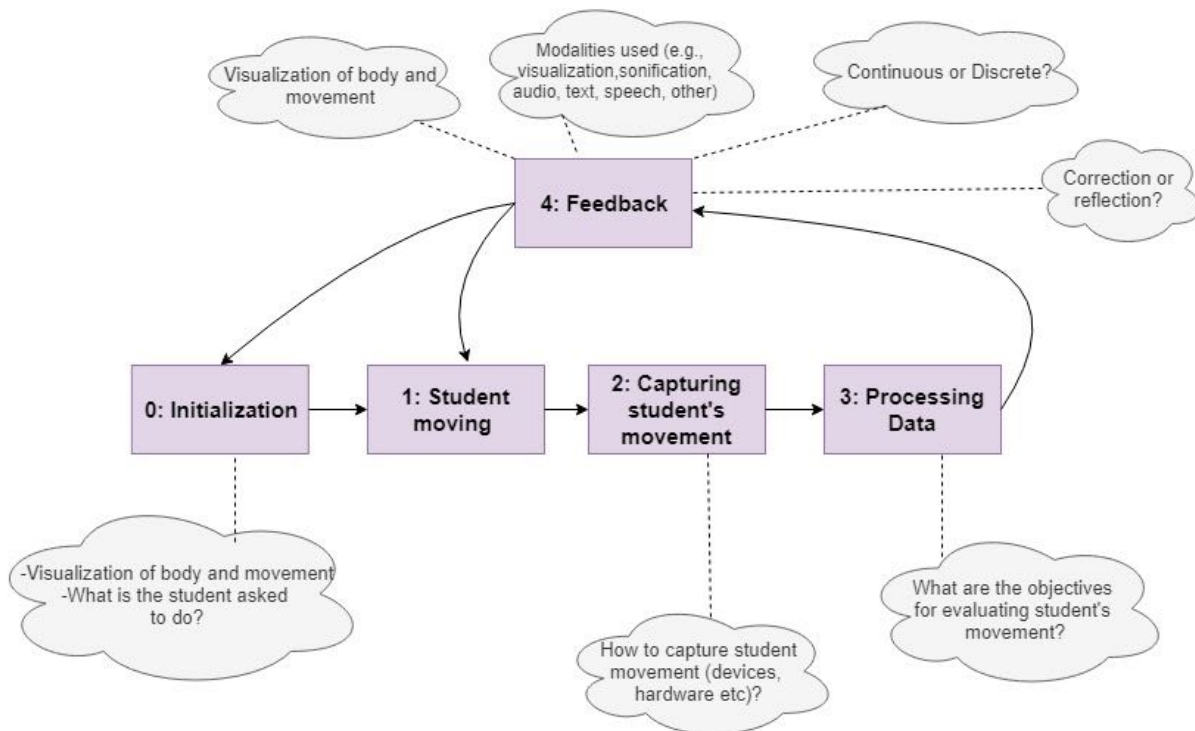 Visualization of body and
movement
Modalities used (e.g.,
visualization,sonification,
audio, text, speech, other)
Continuous or Discrete?
Correction or
reflection?
4: Feedback
0: Initialization
1: Student
moving
2: Capturing
student's
movement
3: Processing
Data
-Visualization of body and movement
-What is the student asked
to do?
How to capture student
movement (devices,
hardware etc)?
What are the objectives
for evaluating student's
movement?